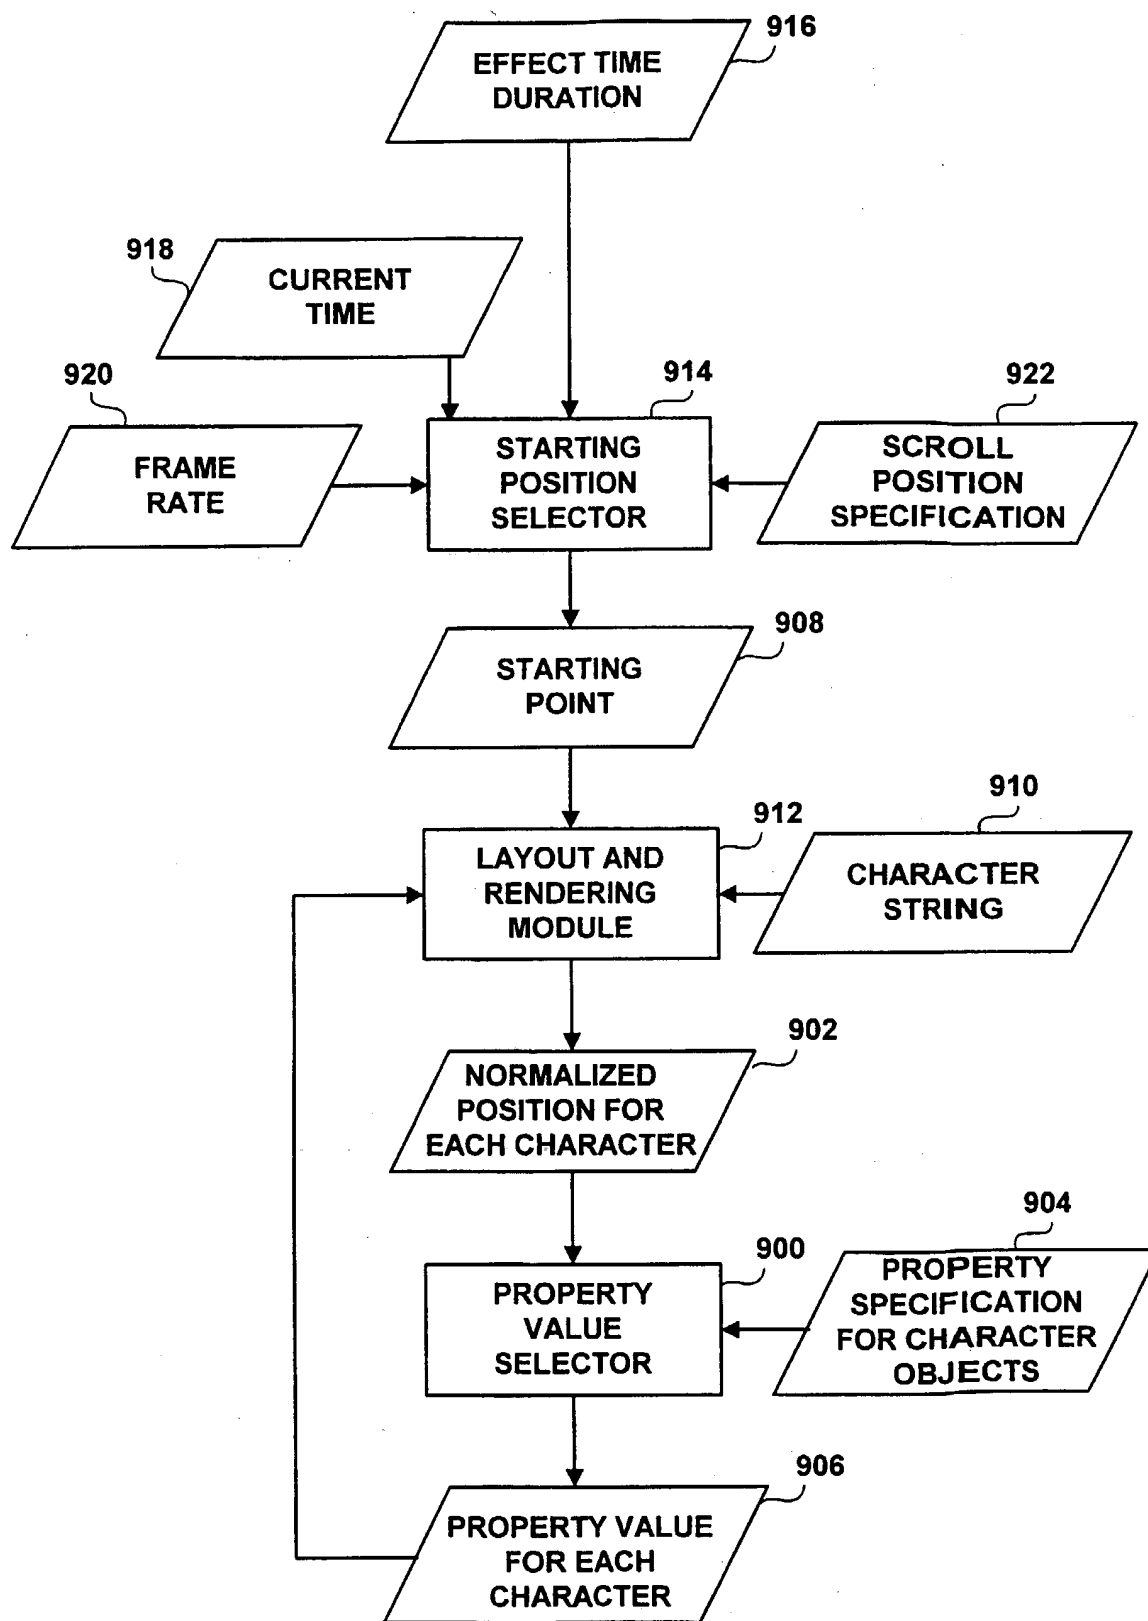 916
EFFECT TIME
DURATION
918
CURRENT
TIME
920
FRAME
RATE
914
STARTING
POSITION
SELECTOR
922
SCROLL
POSITION
SPECIFICATION
908
STARTING
POINT
912
LAYOUT AND
RENDERING
MODULE
910
CHARACTER
STRING
902
NORMALIZED
POSITION FOR
EACH CHARACTER
900
PROPERTY
VALUE
SELECTOR
904
PROPERTY
SPECIFICATION
FOR CHARACTER
OBJECTS
906
PROPERTY VALUE
FOR EACH
CHARACTER